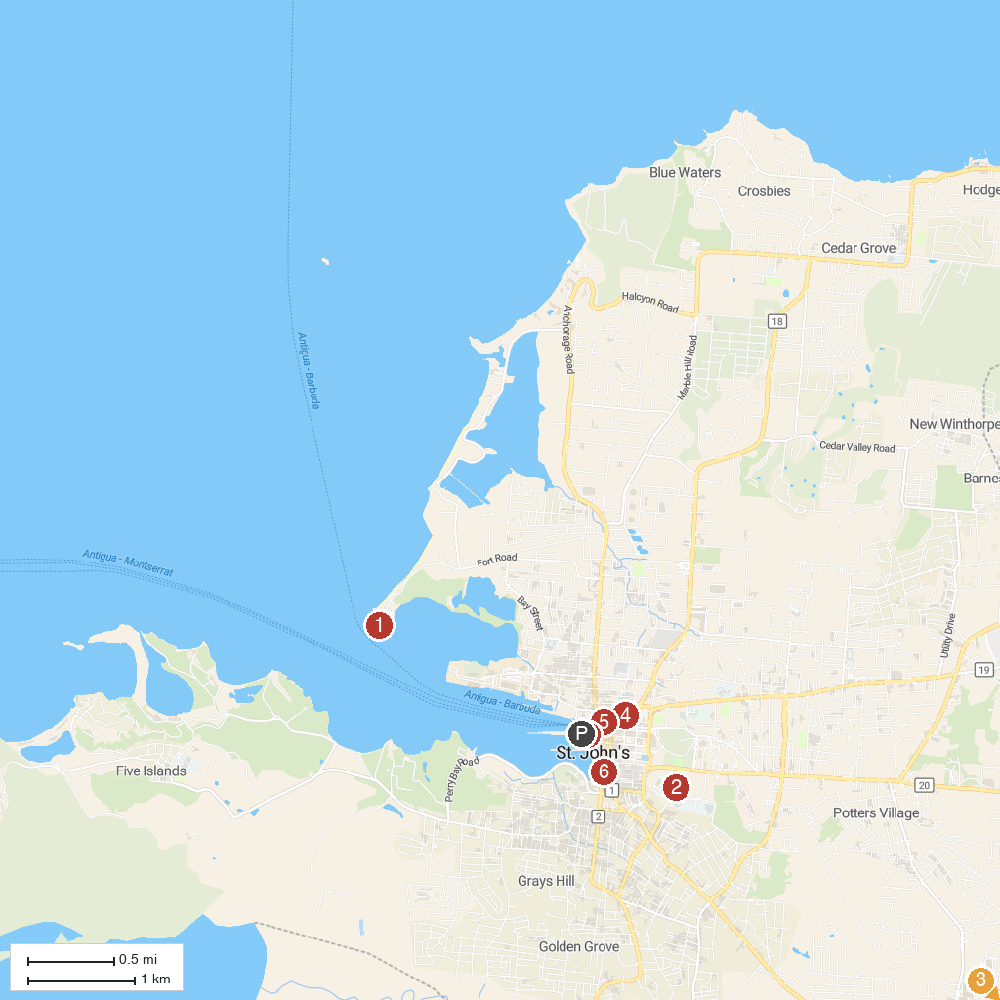 Blue Waters
Crosbies
Hodge
Cedar Grove
Halcyon Road
Anchorage Road
18
Marble Hill Road
Antigua - Barbuda
New Winthorpe
Cedar Valley Road
Barnes
Fort Road
Antigua - Montserrat
Bay Street
1
Utility Drive
19
Antigua - Barbuda
4
5
P
St. John's
Perry Bay Road
Five Islands
6
2
1
20
2
Potters Village
Grays Hill
Golden Grove
0.5 mi
1 km
3